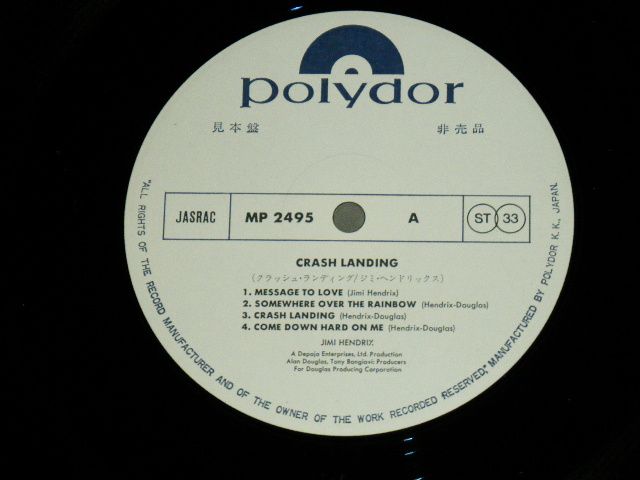 polydor
見本盤 非売品
JASRAC MP 2495 A ST 33
CRASH LANDING
(クラッシュ・ランディング/ジミ・ヘンドリックス)
1. MESSAGE TO LOVE (Jimi Hendrix)
2. SOMEWHERE OVER THE RAINBOW (Hendrix-Douglas)
3. CRASH LANDING (Hendrix-Douglas)
4. COME DOWN HARD ON ME (Hendrix-Douglas)
JIMI HENDRIX
A Depaja Enterprises, Ltd. Production
Alan Douglas, Tony Bongiovic Producers
For Douglas Producing Corporation
"ALL RIGHTS OF THE RECORD MANUFACTURER AND OF THE OWNER OF THE WORK RECORDED RESERVED," MANUFACTURED BY POLYDOR K.K., JAPAN.